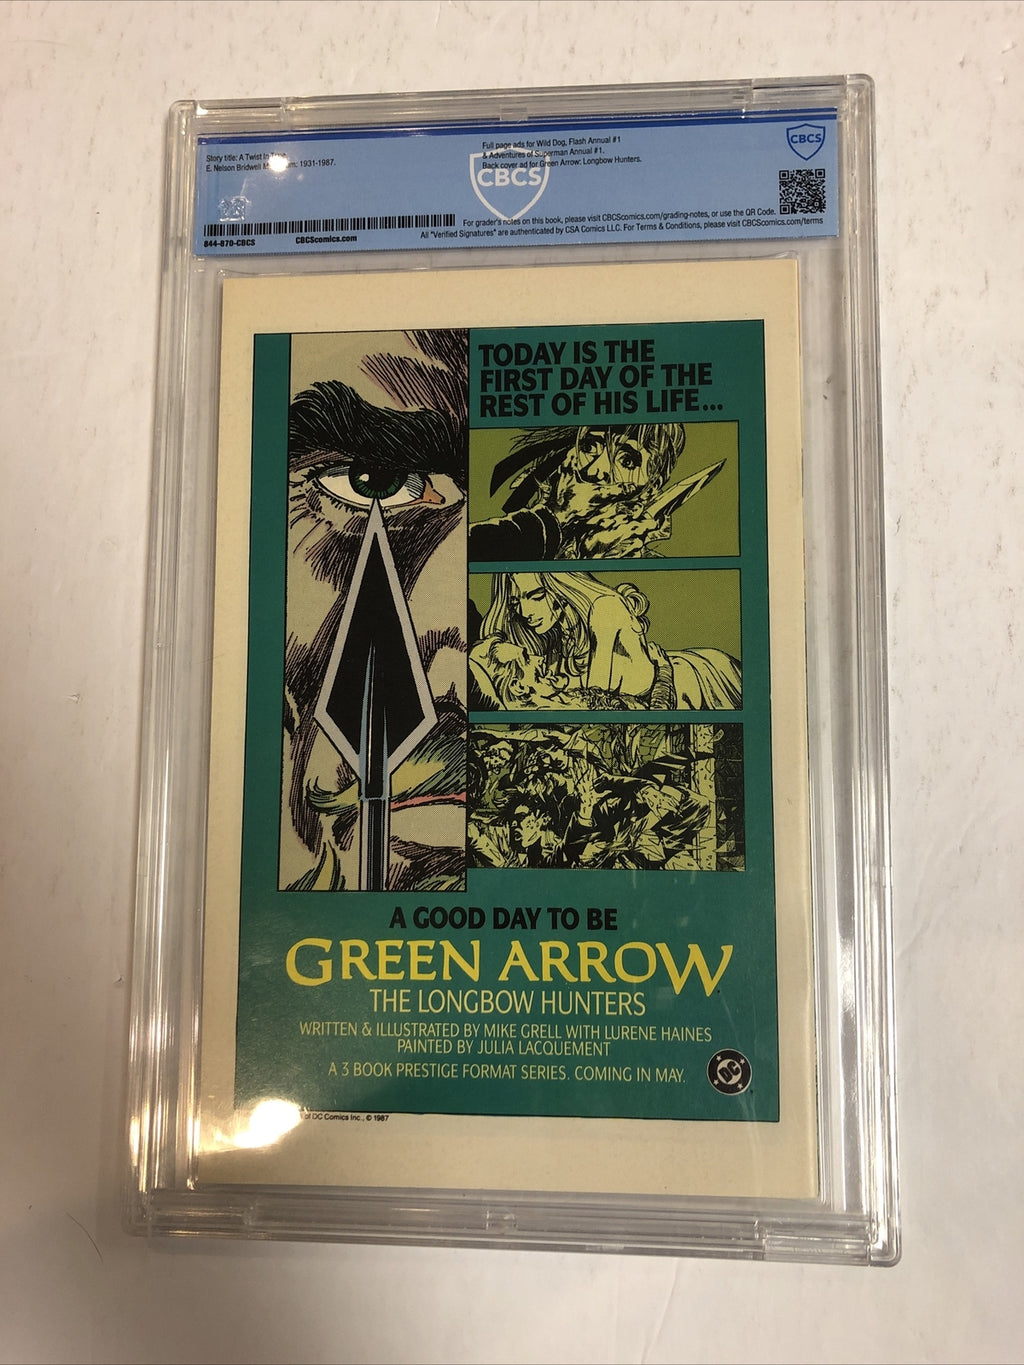 Story title: A Twist In
E. Nelson Bridwell 1931-1987.
Full page ads for Wild Dog, Flash Annual #1
& Adventures of Superman Annual #1.
Back cover ad for Green Arrow: Longbow Hunters.
CBCS
CBCS
For grader's notes on this book, please visit CBCScomics.com/grading-notes, or use the QR Code.
844-870-CBCS
CBCScomics.com
All "Verified Signatures" are authenticated by CSA Comics LLC. For Terms & Conditions, please visit CBCScomics.com/terms
TODAY IS THE
FIRST DAY OF THE
REST OF HIS LIFE...
A GOOD DAY TO BE
GREEN ARROW
THE LONGBOW HUNTERS
WRITTEN & ILLUSTRATED BY MIKE GRELL WITH LURENE HAINES
PAINTED BY JULIA LACQUEMENT
A 3 BOOK PRESTIGE FORMAT SERIES. COMING IN MAY.
DC
of DC Comics Inc., © 1987